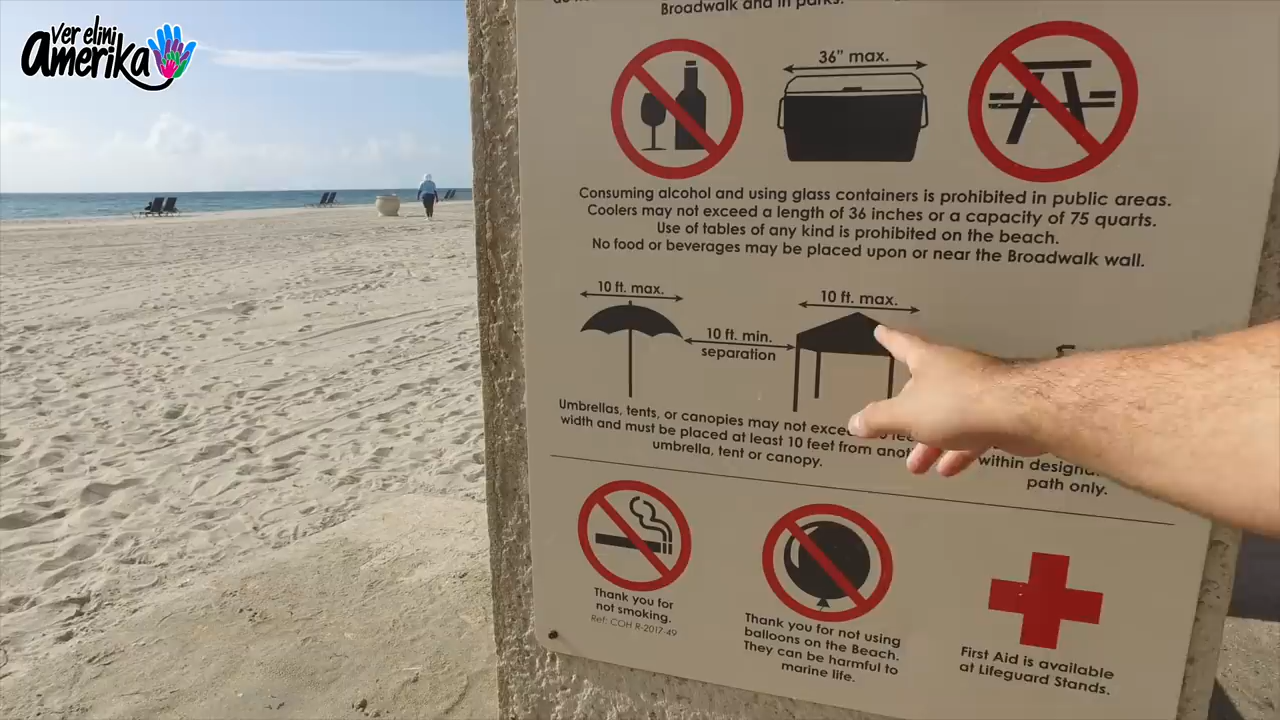 Ver elini
Amerika
Broadwalk and in parks.
36" max.
Consuming alcohol and using glass containers is prohibited in public areas.
Coolers may not exceed a length of 36 inches or a capacity of 75 quarts.
Use of tables of any kind is prohibited on the beach.
No food or beverages may be placed upon or near the Broadwalk wall.
10 ft. max.
10 ft. max.
10 ft. min.
separation
Umbrellas, tents, or canopies may not
width and must be placed at least 10 feet from
umbrella, tent or canopy.
within
path only.
Thank you for
not smoking.
Ref: COH R-2017-49
Thank you for not using
balloons on the Beach.
They can be harmful to
marine life.
First Aid is available
at Lifeguard Stands.